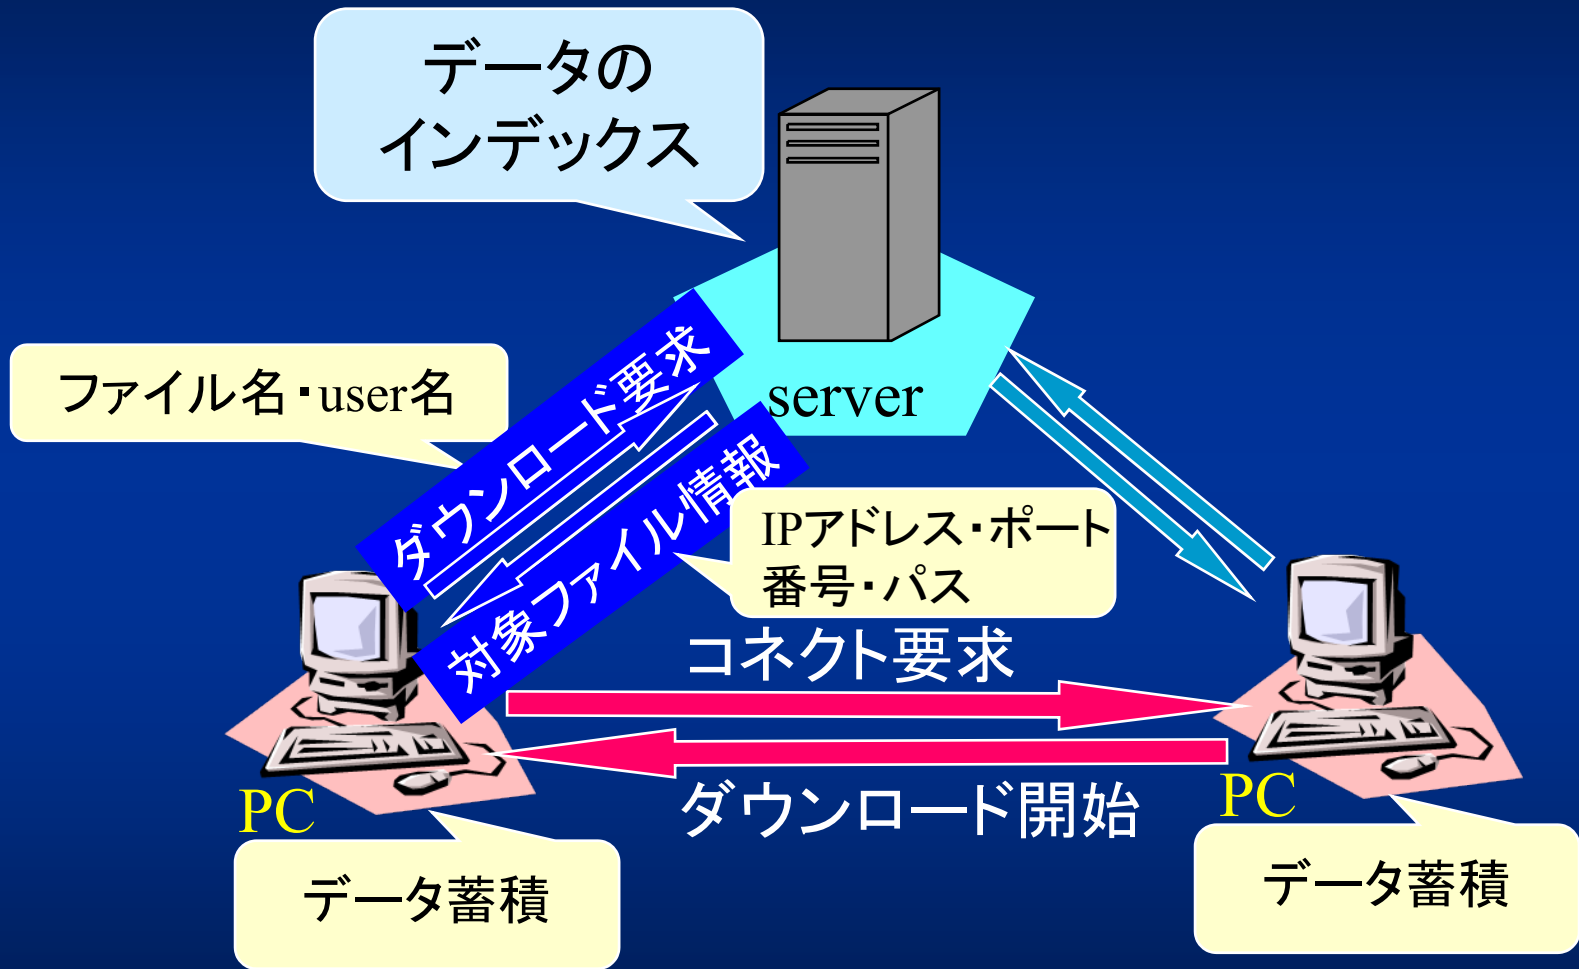 データの
インデックス
server
ファイル名・user名
ダウンロード要求
対象ファイル情報
IPアドレス・ポート
番号・パス
コネクト要求
ダウンロード開始
PC
PC
データ蓄積
データ蓄積